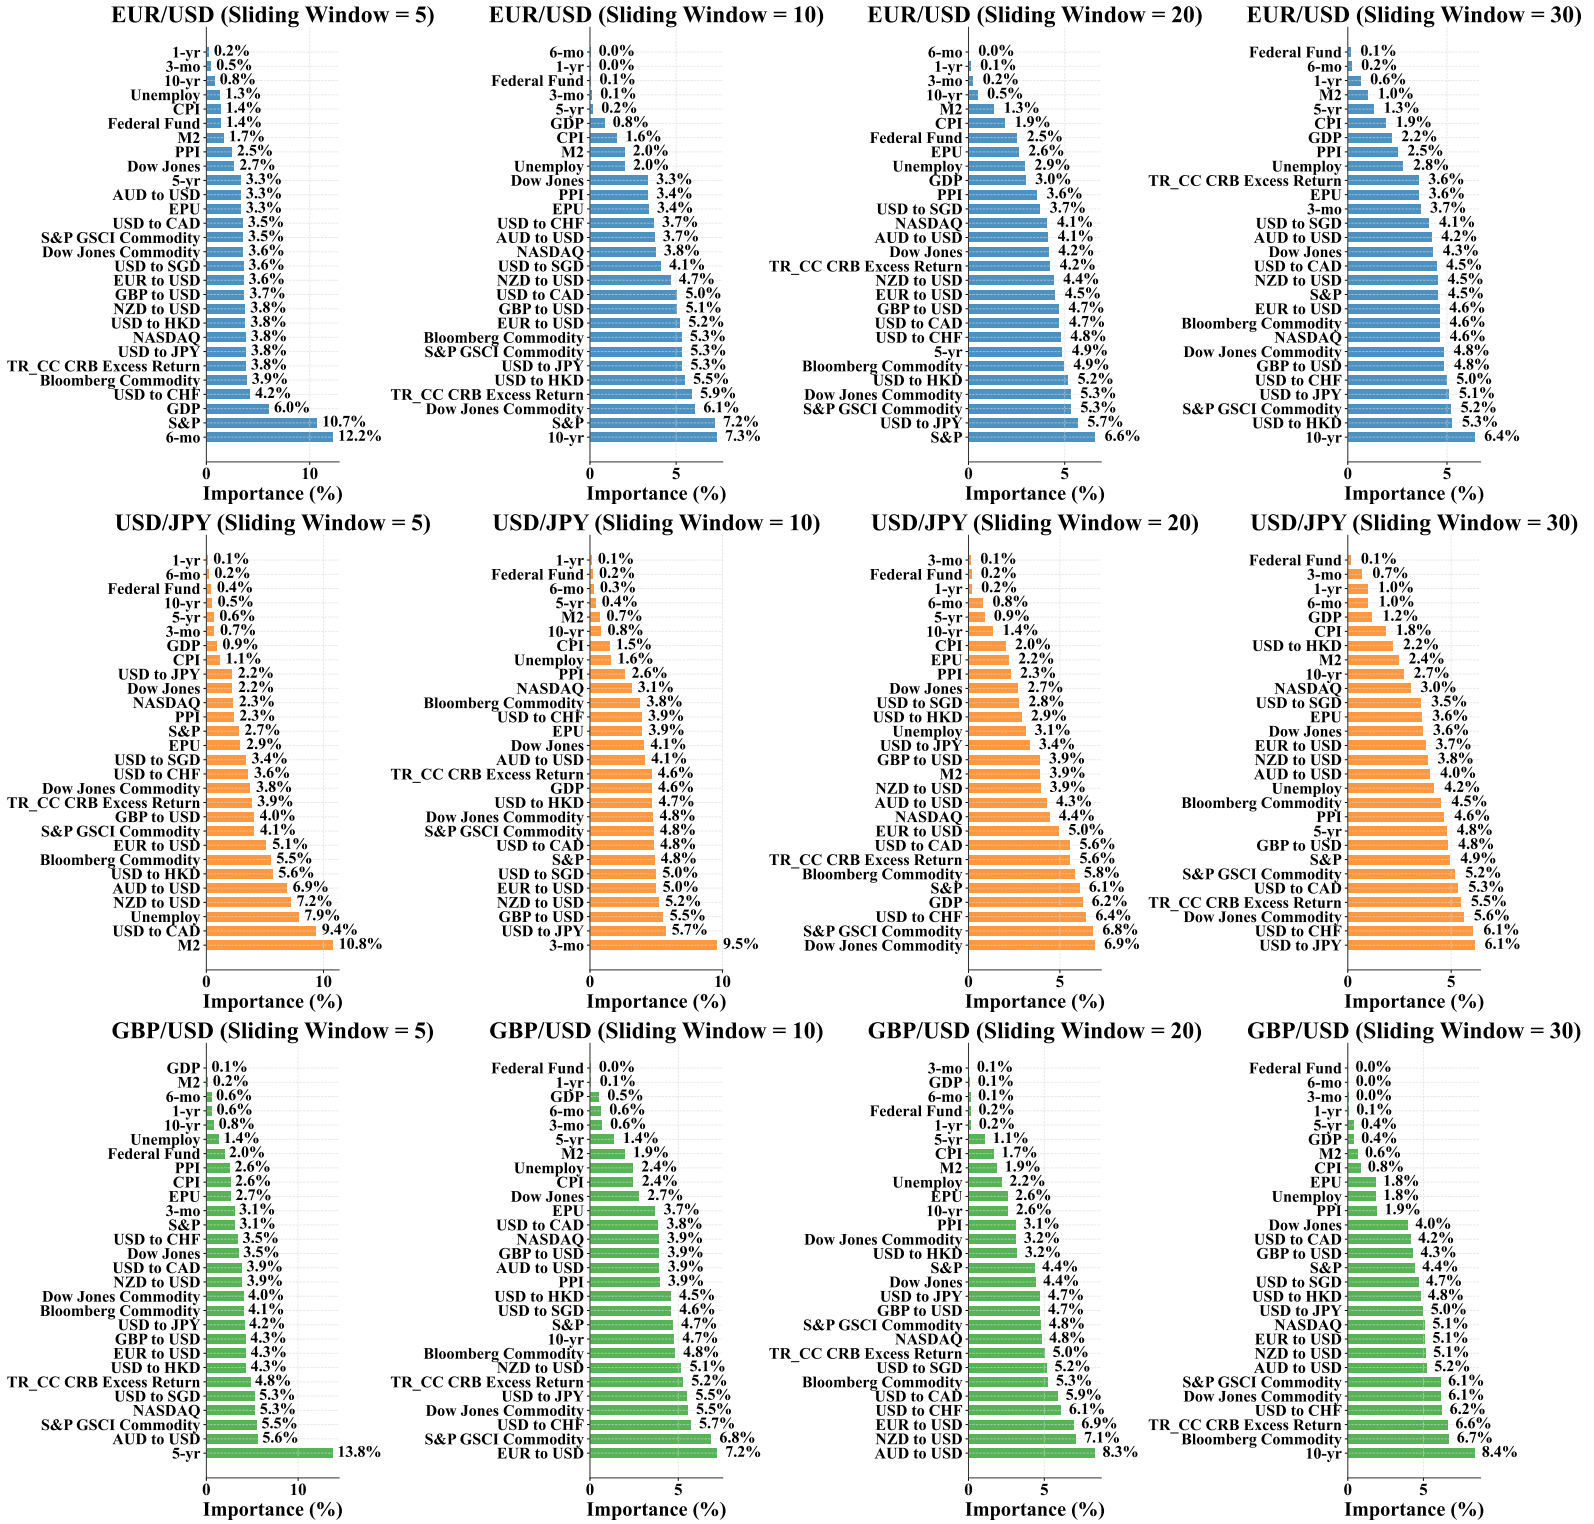 EUR/USD (Sliding Window = 5)
1-yr 0.2%
3-mo 0.5%
10-yr 0.8%
Unemploy 1.3%
CPI 1.4%
Federal Fund 1.4%
M2 1.7%
PPI 2.5%
Dow Jones 2.7%
5-yr 3.3%
AUD to USD 3.3%
EPU 3.3%
USD to CAD 3.5%
S&P GSCI Commodity 3.5%
Dow Jones Commodity 3.6%
USD to SGD 3.6%
EUR to USD 3.6%
GBP to USD 3.7%
NZD to USD 3.8%
USD to HKD 3.8%
NASDAQ 3.8%
USD to JPY 3.8%
TR_CC CRB Excess Return 3.8%
Bloomberg Commodity 3.9%
USD to CHF 4.2%
GDP 6.0%
S&P 10.7%
6-mo 12.2%
0 10
Importance (%)
EUR/USD (Sliding Window = 10)
6-mo 0.0%
1-yr 0.0%
Federal Fund 0.1%
3-mo 0.1%
5-yr 0.2%
GDP 0.8%
CPI 1.6%
M2 2.0%
Unemploy 2.0%
Dow Jones 3.3%
PPI 3.4%
EPU 3.4%
USD to CHF 3.7%
AUD to USD 3.7%
NASDAQ 3.8%
USD to SGD 4.1%
NZD to USD 4.7%
USD to CAD 5.0%
GBP to USD 5.1%
EUR to USD 5.2%
Bloomberg Commodity 5.3%
S&P GSCI Commodity 5.3%
USD to JPY 5.3%
USD to HKD 5.5%
TR_CC CRB Excess Return 5.9%
Dow Jones Commodity 6.1%
S&P 7.2%
10-yr 7.3%
0 5
Importance (%)
EUR/USD (Sliding Window = 20)
6-mo 0.0%
1-yr 0.1%
3-mo 0.2%
10-yr 0.5%
M2 1.3%
CPI 1.9%
Federal Fund 2.5%
EPU 2.6%
Unemploy 2.9%
GDP 3.0%
PPI 3.6%
USD to SGD 3.7%
NASDAQ 4.1%
AUD to USD 4.1%
Dow Jones 4.2%
TR_CC CRB Excess Return 4.2%
NZD to USD 4.4%
EUR to USD 4.5%
GBP to USD 4.7%
USD to CAD 4.7%
USD to CHF 4.8%
5-yr 4.9%
Bloomberg Commodity 4.9%
USD to HKD 5.2%
Dow Jones Commodity 5.3%
S&P GSCI Commodity 5.3%
USD to JPY 5.7%
S&P 6.6%
0 5
Importance (%)
EUR/USD (Sliding Window = 30)
Federal Fund 0.1%
6-mo 0.2%
1-yr 0.6%
M2 1.0%
5-yr 1.3%
CPI 1.9%
GDP 2.2%
PPI 2.5%
Unemploy 2.8%
TR_CC CRB Excess Return 3.6%
EPU 3.6%
3-mo 3.7%
USD to SGD 4.1%
AUD to USD 4.2%
Dow Jones 4.3%
USD to CAD 4.5%
NZD to USD 4.5%
S&P 4.5%
EUR to USD 4.6%
Bloomberg Commodity 4.6%
NASDAQ 4.6%
Dow Jones Commodity 4.8%
GBP to USD 4.8%
USD to CHF 5.0%
USD to JPY 5.1%
S&P GSCI Commodity 5.2%
USD to HKD 5.3%
10-yr 6.4%
0 5
Importance (%)
USD/JPY (Sliding Window = 5)
1-yr 0.1%
6-mo 0.2%
Federal Fund 0.4%
10-yr 0.5%
5-yr 0.6%
3-mo 0.7%
GDP 0.9%
CPI 1.1%
USD to JPY 2.2%
Dow Jones 2.2%
NASDAQ 2.3%
PPI 2.3%
S&P 2.7%
EPU 2.9%
USD to SGD 3.4%
USD to CHF 3.6%
Dow Jones Commodity 3.8%
TR_CC CRB Excess Return 3.9%
GBP to USD 4.0%
S&P GSCI Commodity 4.1%
EUR to USD 5.1%
Bloomberg Commodity 5.5%
USD to HKD 5.6%
AUD to USD 6.9%
NZD to USD 7.2%
Unemploy 7.9%
USD to CAD 9.4%
M2 10.8%
0 10
Importance (%)
USD/JPY (Sliding Window = 10)
1-yr 0.1%
Federal Fund 0.2%
6-mo 0.3%
5-yr 0.4%
M2 0.7%
10-yr 0.8%
CPI 1.5%
Unemploy 1.6%
PPI 2.6%
NASDAQ 3.1%
Bloomberg Commodity 3.8%
USD to CHF 3.9%
EPU 3.9%
Dow Jones 4.1%
AUD to USD 4.1%
TR_CC CRB Excess Return 4.6%
GDP 4.6%
USD to HKD 4.7%
Dow Jones Commodity 4.8%
S&P GSCI Commodity 4.8%
USD to CAD 4.8%
S&P 4.8%
USD to SGD 5.0%
EUR to USD 5.0%
NZD to USD 5.2%
GBP to USD 5.5%
USD to JPY 5.7%
3-mo 9.5%
0 5 10
Importance (%)
USD/JPY (Sliding Window = 20)
3-mo 0.1%
Federal Fund 0.2%
1-yr 0.2%
6-mo 0.8%
5-yr 0.9%
10-yr 1.4%
CPI 2.0%
EPU 2.2%
PPI 2.3%
Dow Jones 2.7%
USD to SGD 2.8%
USD to HKD 2.9%
Unemploy 3.1%
USD to JPY 3.4%
GBP to USD 3.9%
M2 3.9%
NZD to USD 3.9%
AUD to USD 4.3%
NASDAQ 4.4%
EUR to USD 5.0%
USD to CAD 5.6%
TR_CC CRB Excess Return 5.6%
Bloomberg Commodity 5.8%
S&P 6.1%
GDP 6.2%
USD to CHF 6.4%
S&P GSCI Commodity 6.8%
Dow Jones Commodity 6.9%
0 5
Importance (%)
USD/JPY (Sliding Window = 30)
Federal Fund 0.1%
3-mo 0.7%
1-yr 1.0%
6-mo 1.0%
GDP 1.2%
CPI 1.8%
USD to HKD 2.2%
M2 2.4%
10-yr 2.7%
NASDAQ 3.0%
USD to SGD 3.5%
EPU 3.6%
Dow Jones 3.6%
EUR to USD 3.7%
NZD to USD 3.8%
AUD to USD 4.0%
Unemploy 4.2%
Bloomberg Commodity 4.5%
PPI 4.6%
5-yr 4.8%
GBP to USD 4.8%
S&P 4.9%
S&P GSCI Commodity 5.2%
USD to CAD 5.3%
TR_CC CRB Excess Return 5.5%
Dow Jones Commodity 5.6%
USD to CHF 6.1%
USD to JPY 6.1%
0 5
Importance (%)
GBP/USD (Sliding Window = 5)
GDP 0.1%
M2 0.2%
6-mo 0.6%
1-yr 0.6%
10-yr 0.8%
Unemploy 1.4%
Federal Fund 2.0%
PPI 2.6%
CPI 2.6%
EPU 2.7%
3-mo 3.1%
S&P 3.1%
USD to CHF 3.5%
Dow Jones 3.5%
USD to CAD 3.9%
NZD to USD 3.9%
Dow Jones Commodity 4.0%
Bloomberg Commodity 4.1%
USD to JPY 4.2%
GBP to USD 4.3%
EUR to USD 4.3%
USD to HKD 4.3%
TR_CC CRB Excess Return 4.8%
USD to SGD 5.3%
NASDAQ 5.3%
S&P GSCI Commodity 5.5%
AUD to USD 5.6%
5-yr 13.8%
0 10
Importance (%)
GBP/USD (Sliding Window = 10)
Federal Fund 0.0%
1-yr 0.1%
GDP 0.5%
6-mo 0.6%
3-mo 0.6%
5-yr 1.4%
M2 1.9%
Unemploy 2.4%
CPI 2.4%
Dow Jones 2.7%
EPU 3.7%
USD to CAD 3.8%
NASDAQ 3.9%
GBP to USD 3.9%
AUD to USD 3.9%
PPI 3.9%
USD to HKD 4.5%
USD to SGD 4.6%
S&P 4.7%
10-yr 4.7%
Bloomberg Commodity 4.8%
NZD to USD 5.1%
TR_CC CRB Excess Return 5.2%
USD to JPY 5.5%
Dow Jones Commodity 5.5%
USD to CHF 5.7%
S&P GSCI Commodity 6.8%
EUR to USD 7.2%
0 5
Importance (%)
GBP/USD (Sliding Window = 20)
3-mo 0.1%
GDP 0.1%
6-mo 0.1%
Federal Fund 0.2%
1-yr 0.2%
5-yr 1.1%
CPI 1.7%
M2 1.9%
Unemploy 2.2%
EPU 2.6%
10-yr 2.6%
PPI 3.1%
Dow Jones Commodity 3.2%
USD to HKD 3.2%
S&P 4.4%
Dow Jones 4.4%
USD to JPY 4.7%
GBP to USD 4.7%
S&P GSCI Commodity 4.8%
NASDAQ 4.8%
TR_CC CRB Excess Return 5.0%
USD to SGD 5.2%
Bloomberg Commodity 5.3%
USD to CAD 5.9%
USD to CHF 6.1%
EUR to USD 6.9%
NZD to USD 7.1%
AUD to USD 8.3%
0 5
Importance (%)
GBP/USD (Sliding Window = 30)
Federal Fund 0.0%
6-mo 0.0%
3-mo 0.0%
1-yr 0.1%
5-yr 0.4%
GDP 0.4%
M2 0.6%
CPI 0.8%
EPU 1.8%
Unemploy 1.8%
PPI 1.9%
Dow Jones 4.0%
USD to CAD 4.2%
GBP to USD 4.3%
S&P 4.4%
USD to SGD 4.7%
USD to HKD 4.8%
USD to JPY 5.0%
NASDAQ 5.1%
EUR to USD 5.1%
NZD to USD 5.1%
AUD to USD 5.2%
S&P GSCI Commodity 6.1%
Dow Jones Commodity 6.1%
USD to CHF 6.2%
TR_CC CRB Excess Return 6.6%
Bloomberg Commodity 6.7%
10-yr 8.4%
0 5
Importance (%)